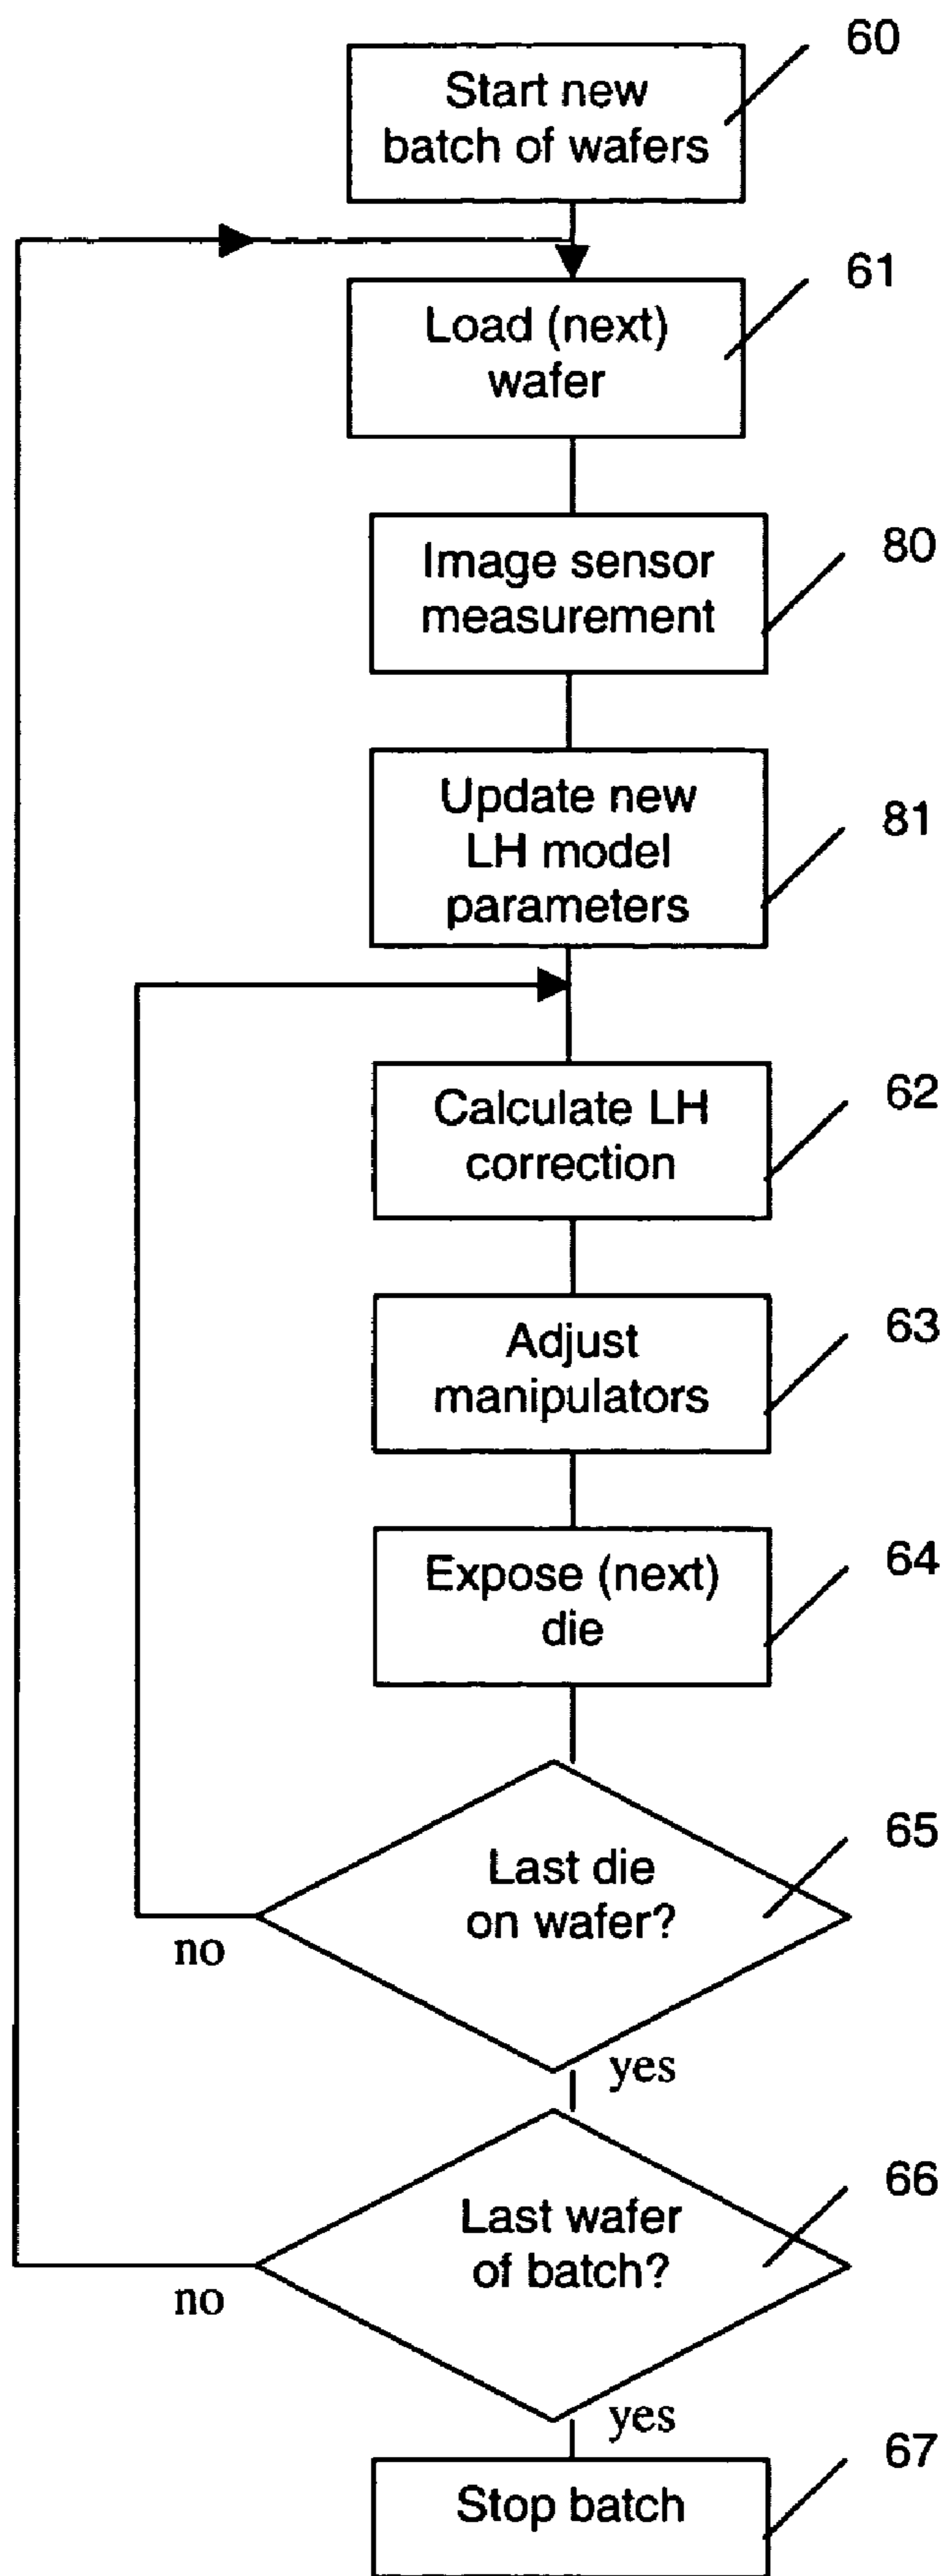 60
Start new
batch of wafers
61
Load (next)
wafer
80
Image sensor
measurement
81
Update new
LH model
parameters
62
Calculate LH
correction
63
Adjust
manipulators
64
Expose (next)
die
65
Last die
on wafer?
no
yes
66
Last wafer
of batch?
no
yes
67
Stop batch